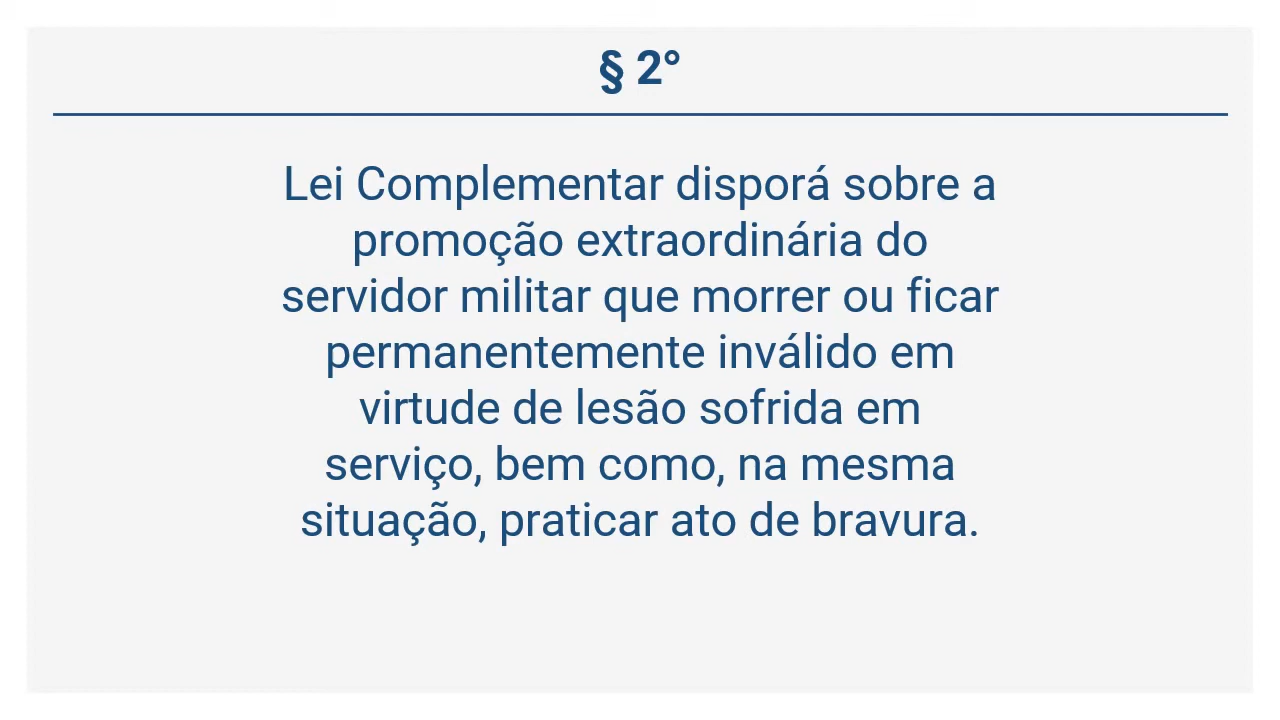 § 2°
Lei Complementar disporá sobre a
promoção extraordinária do
servidor militar que morrer ou ficar
permanentemente inválido em
virtude de lesão sofrida em
serviço, bem como, na mesma
situação, praticar ato de bravura.